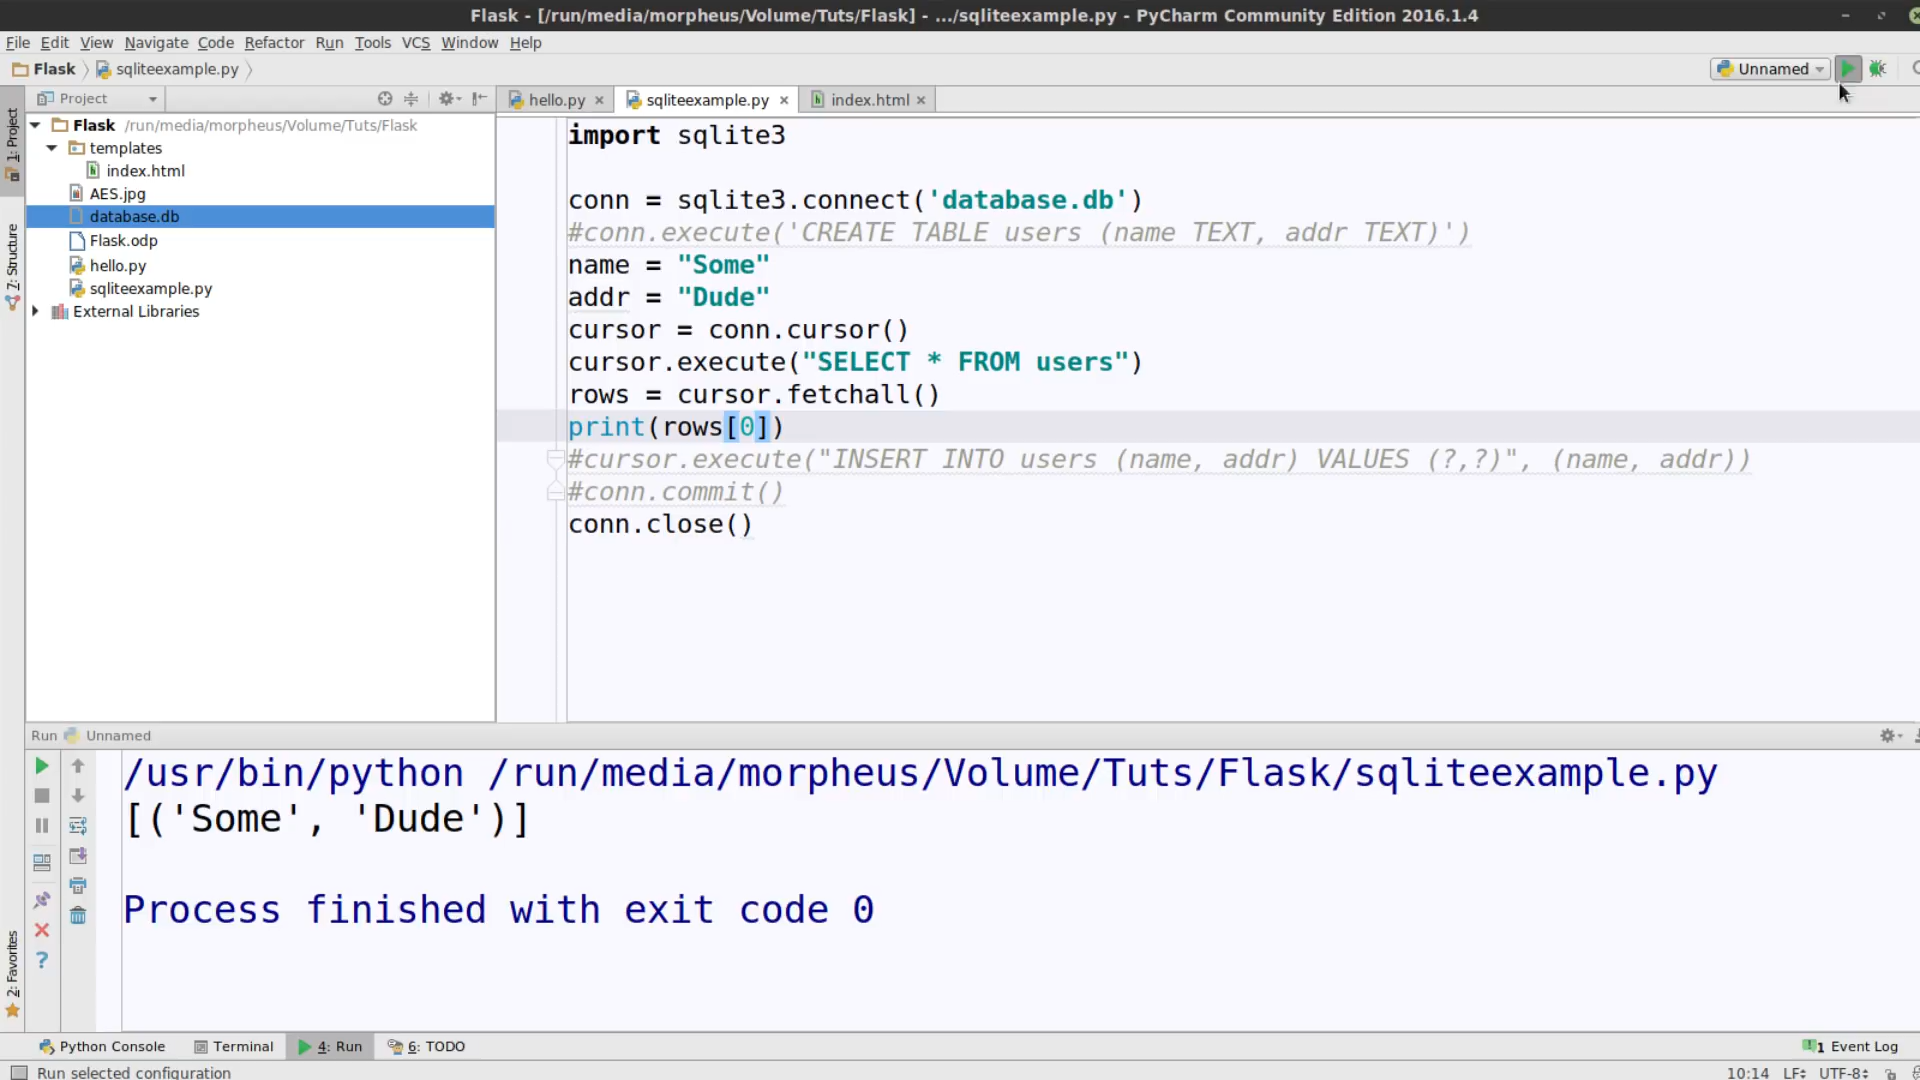 Flask - [/run/media/morpheus/Volume/Tuts/Flask] - .../sqliteexample.py - PyCharm Community Edition 2016.1.4
File Edit View Navigate Code Refactor Run Tools VCS Window Help
Flask sqliteexample.py Unnamed
Project hello.py sqliteexample.py index.html
1: Project
7: Structure
2: Favorites
Flask /run/media/morpheus/Volume/Tuts/Flask
templates
index.html
AES.jpg
database.db
Flask.odp
hello.py
sqliteexample.py
External Libraries
import sqlite3
conn = sqlite3.connect('database.db')
#conn.execute('CREATE TABLE users (name TEXT, addr TEXT)')
name = "Some"
addr = "Dude"
cursor = conn.cursor()
cursor.execute("SELECT * FROM users")
rows = cursor.fetchall()
print(rows[0])
#cursor.execute("INSERT INTO users (name, addr) VALUES (?,?)", (name, addr))
#conn.commit()
conn.close()
Run Unnamed
/usr/bin/python /run/media/morpheus/Volume/Tuts/Flask/sqliteexample.py
[('Some', 'Dude')]
Process finished with exit code 0
Python Console Terminal 4: Run 6: TODO 1 Event Log
Run selected configuration 10:14 LF UTF-8